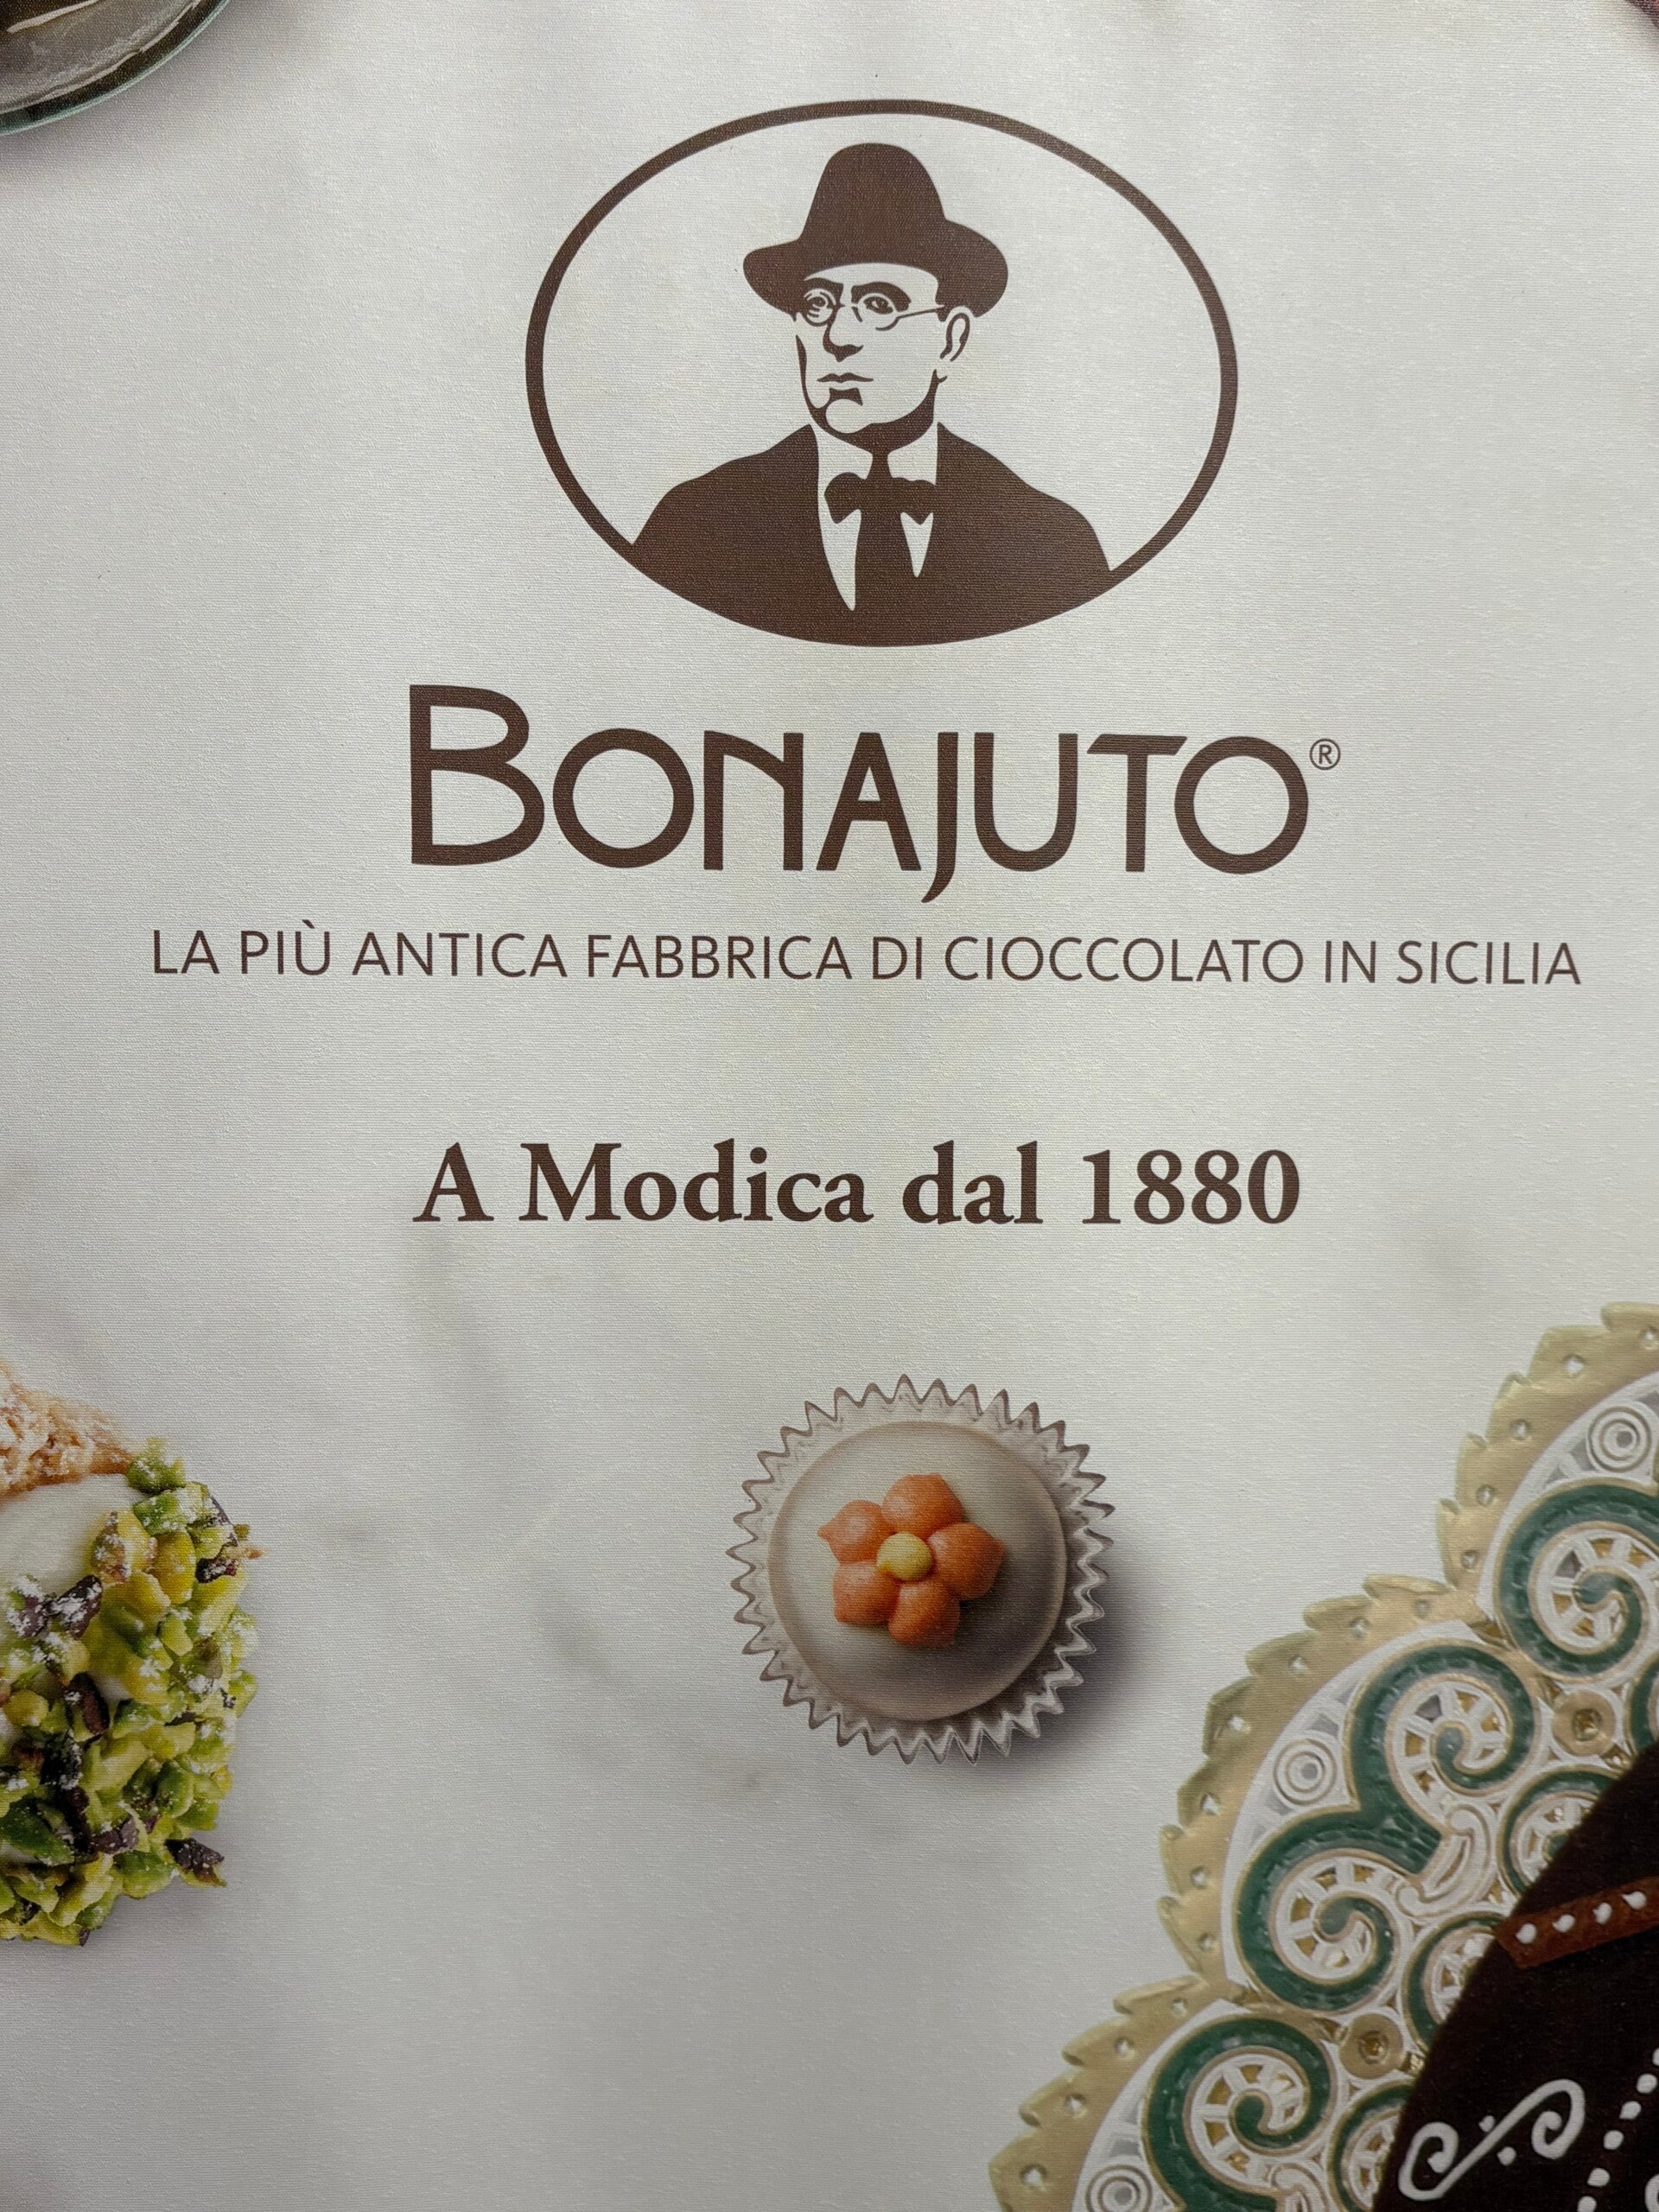 BONAJUTO®
LA PIÙ ANTICA FABBRICA DI CIOCCOLATO IN SICILIA
A Modica dal 1880